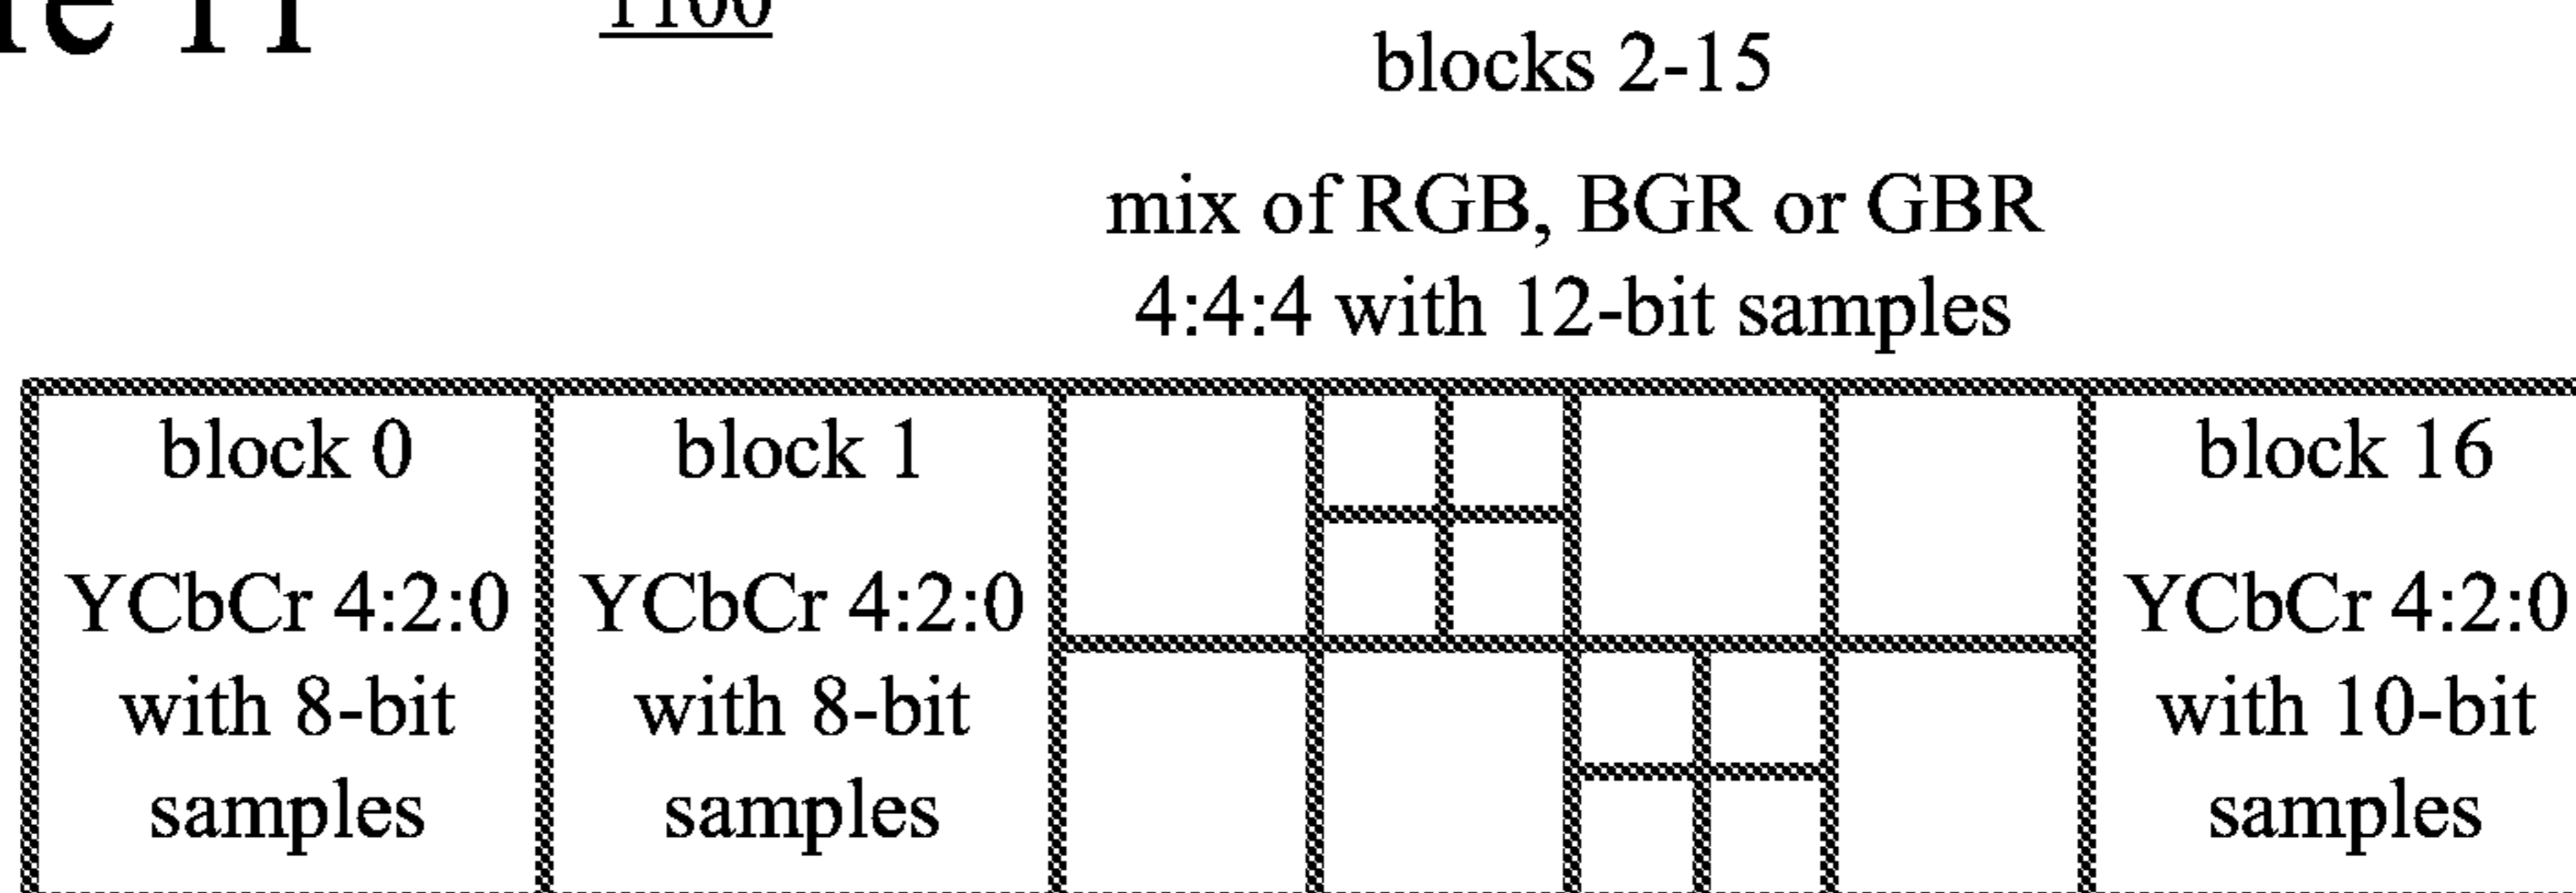 1100
blocks 2-15
mix of RGB, BGR or GBR
4:4:4 with 12-bit samples
block 0
YCbCr 4:2:0
with 8-bit
samples
block 1
YCbCr 4:2:0
with 8-bit
samples
block 16
YCbCr 4:2:0
with 10-bit
samples